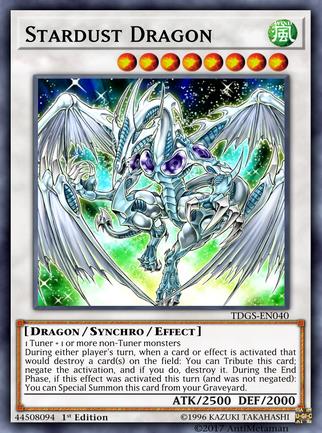 STARDUST DRAGON
WIND
風
TDGS-EN040
[DRAGON / SYNCHRO / EFFECT]
1 Tuner + 1 or more non-Tuner monsters
During either player's turn, when a card or effect is activated that
would destroy a card(s) on the field: You can Tribute this card;
negate the activation, and if you do, destroy it. During the End
Phase, if this effect was activated this turn (and was not negated):
You can Special Summon this card from your Graveyard.
ATK/2500 DEF/2000
44508094 1st Edition ©1996 KAZUKI TAKAHASHI
©2017 AntiMetaman